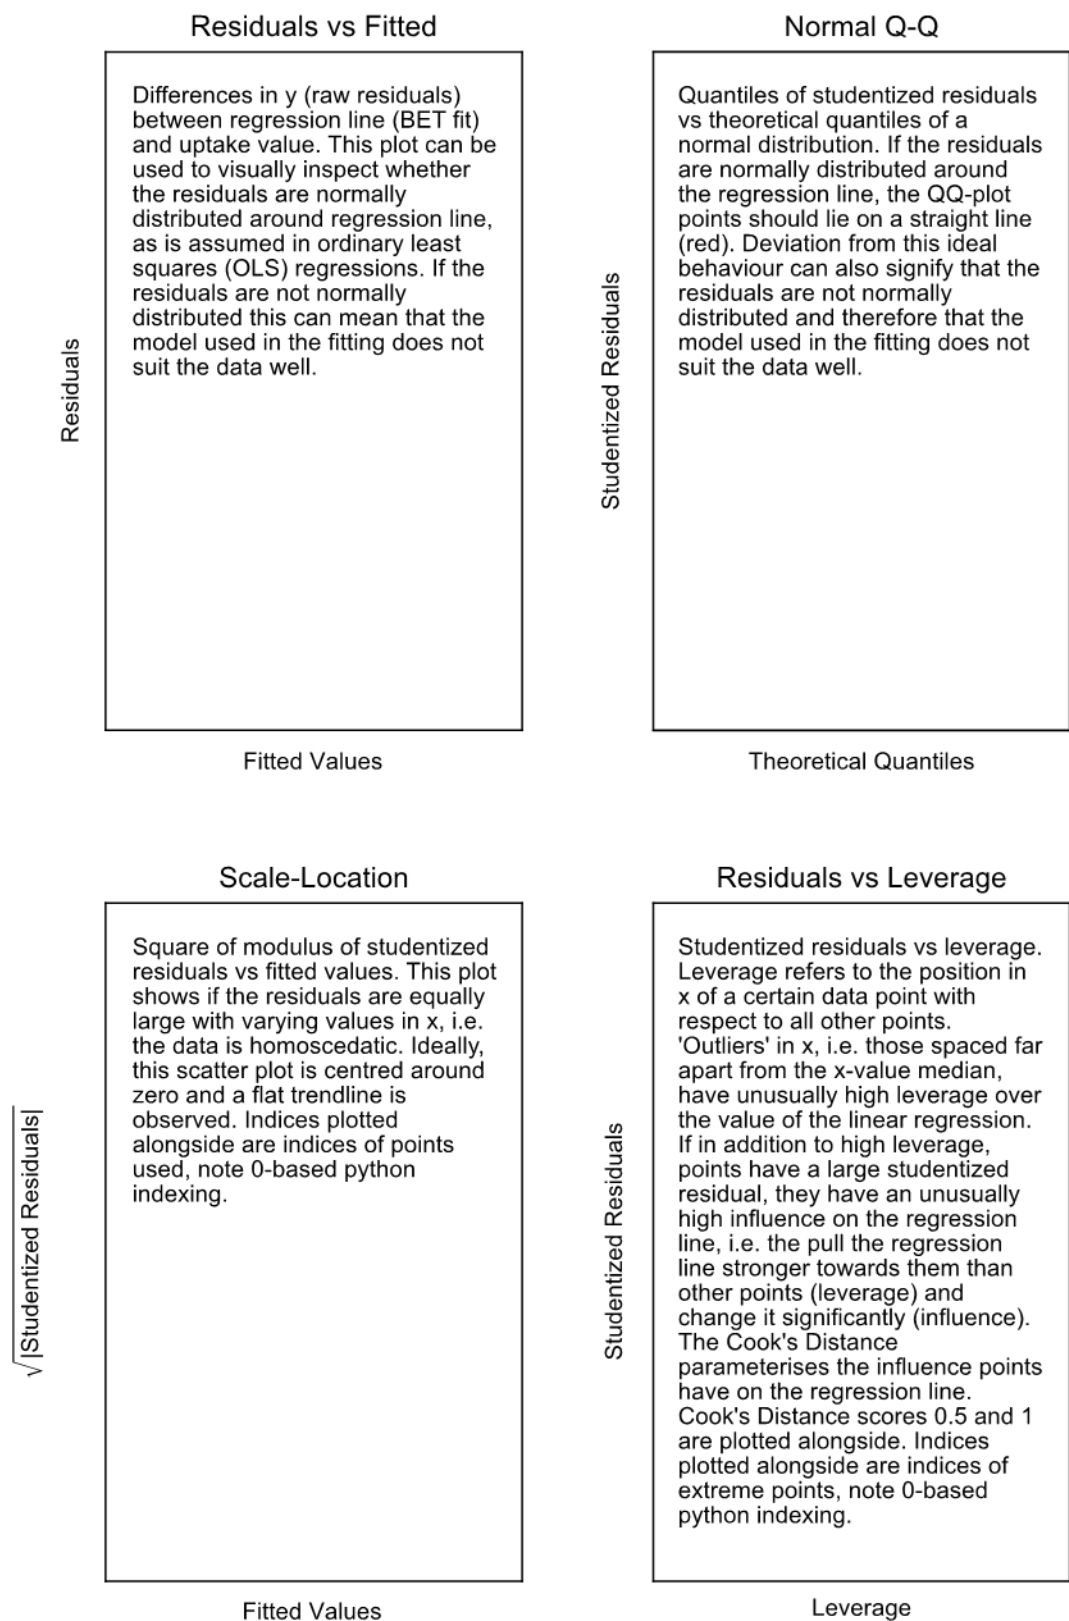 Residuals vs Fitted
Differences in y (raw residuals)
between regression line (BET fit)
and uptake value. This plot can be
used to visually inspect whether
the residuals are normally
distributed around regression line,
as is assumed in ordinary least
squares (OLS) regressions. If the
residuals are not normally
distributed this can mean that the
model used in the fitting does not
suit the data well.
Residuals
Fitted Values
Normal Q-Q
Quantiles of studentized residuals
vs theoretical quantiles of a
normal distribution. If the residuals
are normally distributed around
the regression line, the QQ-plot
points should lie on a straight line
(red). Deviation from this ideal
behaviour can also signify that the
residuals are not normally
distributed and therefore that the
model used in the fitting does not
suit the data well.
Studentized Residuals
Theoretical Quantiles
Scale-Location
Square of modulus of studentized
residuals vs fitted values. This plot
shows if the residuals are equally
large with varying values in x, i.e.
the data is homoscedatic. Ideally,
this scatter plot is centred around
zero and a flat trendline is
observed. Indices plotted
alongside are indices of points
used, note 0-based python
indexing.
√|Studentized Residuals|
Fitted Values
Residuals vs Leverage
Studentized residuals vs leverage.
Leverage refers to the position in
x of a certain data point with
respect to all other points.
'Outliers' in x, i.e. those spaced far
apart from the x-value median,
have unusually high leverage over
the value of the linear regression.
If in addition to high leverage,
points have a large studentized
residual, they have an unusually
high influence on the regression
line, i.e. the pull the regression
line stronger towards them than
other points (leverage) and
change it significantly (influence).
The Cook's Distance
parameterises the influence points
have on the regression line.
Cook's Distance scores 0.5 and 1
are plotted alongside. Indices
plotted alongside are indices of
extreme points, note 0-based
python indexing.
Studentized Residuals
Leverage